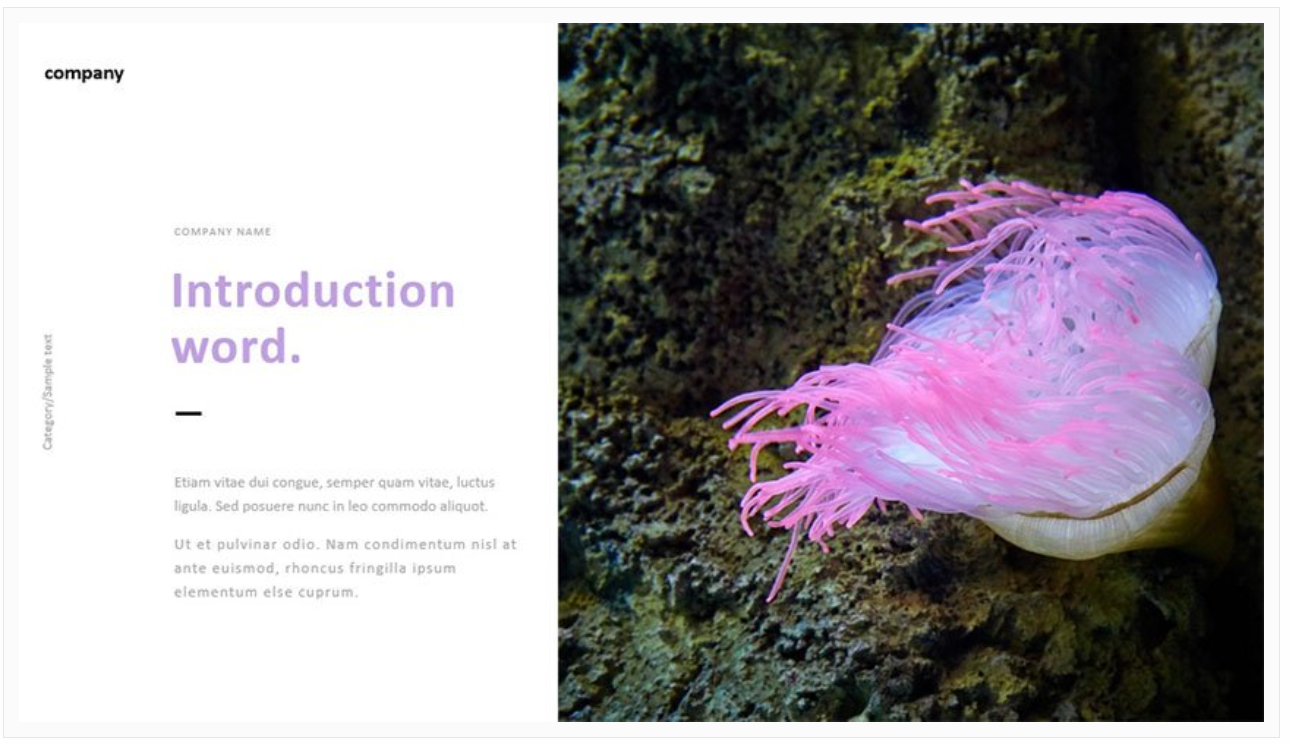 company
COMPANY NAME
Introduction
word.
Category/Sample text
Etiam vitae dui congue, semper quam vitae, luctus
ligula. Sed posuere nunc in leo commodo aliquot.
Ut et pulvinar odio. Nam condimentum nisl at
ante euismod, rhoncus fringilla ipsum
elementum else cuprum.